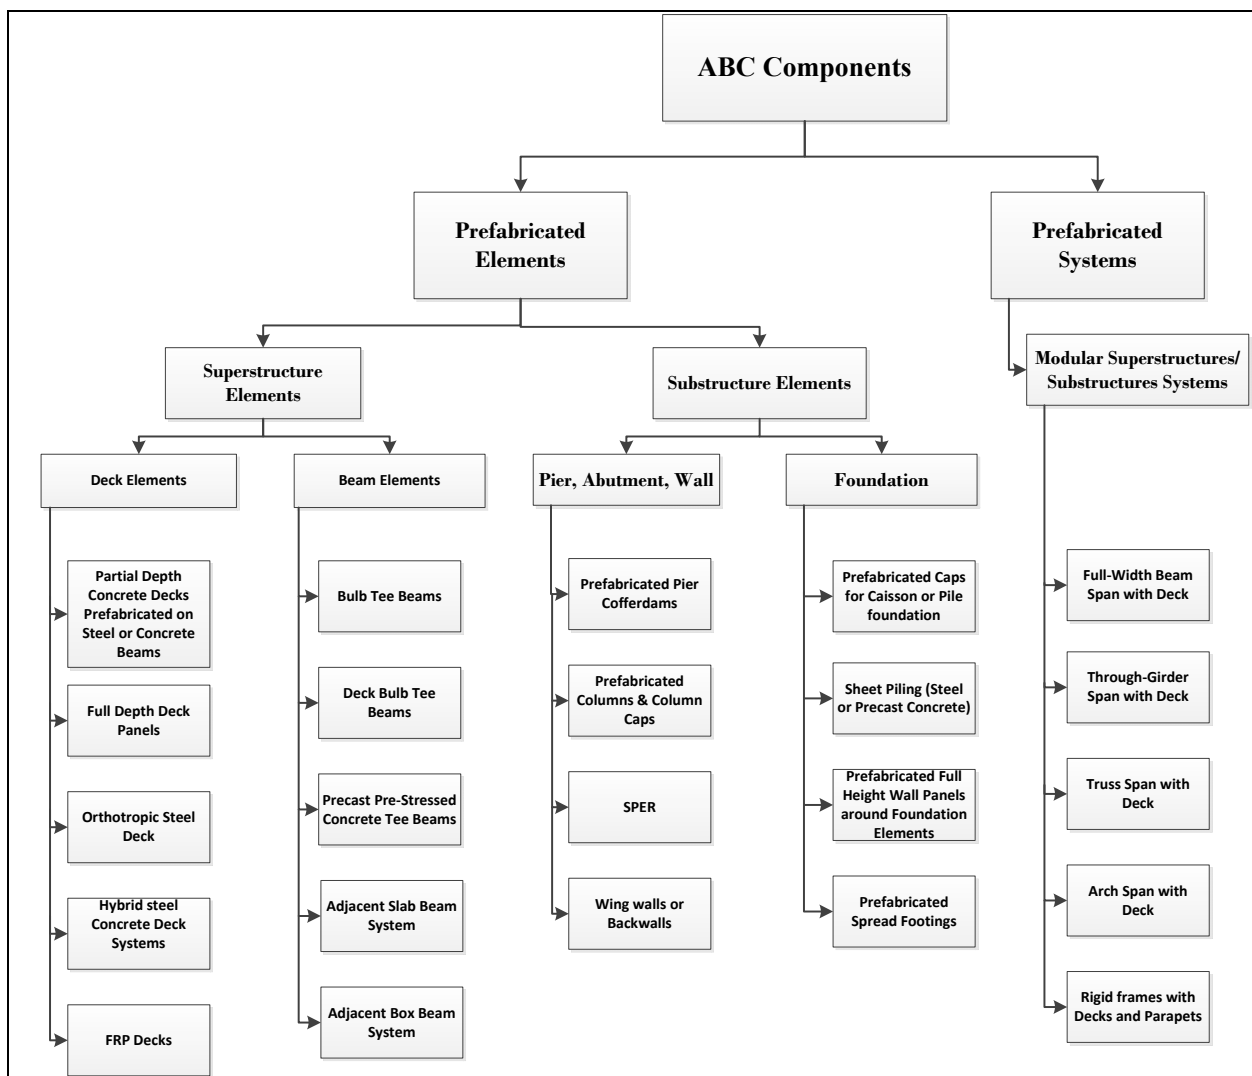 ABC Components
Prefabricated
Elements
Prefabricated
Systems
Superstructure
Elements
Substructure Elements
Modular Superstructures/
Substructures Systems
Deck Elements
Beam Elements
Pier, Abutment, Wall
Foundation
Partial Depth
Concrete Decks
Prefabricated on
Steel or Concrete
Beams
Full Depth Deck
Panels
Orthotropic Steel
Deck
Hybrid steel
Concrete Deck
Systems
FRP Decks
Bulb Tee Beams
Deck Bulb Tee
Beams
Precast Pre-Stressed
Concrete Tee Beams
Adjacent Slab Beam
System
Adjacent Box Beam
System
Prefabricated Pier
Cofferdams
Prefabricated
Columns & Column
Caps
SPER
Wing walls or
Backwalls
Prefabricated Caps
for Caisson or Pile
foundation
Sheet Piling (Steel
or Precast Concrete)
Prefabricated Full
Height Wall Panels
around Foundation
Elements
Prefabricated
Spread Footings
Full-Width Beam
Span with Deck
Through-Girder
Span with Deck
Truss Span with
Deck
Arch Span with
Deck
Rigid frames with
Decks and Parapets